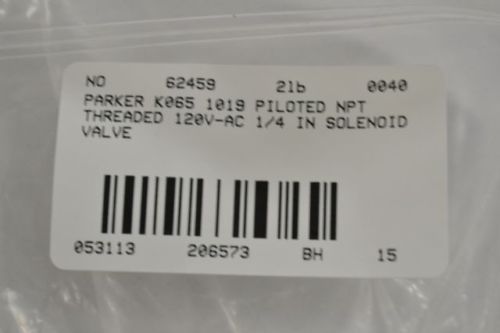 NO 62459 2lb 0040
PARKER K065 1019 PILOTED NPT
THREADED 120V-AC 1/4 IN SOLENOID
VALVE
053113 206573 BH 15